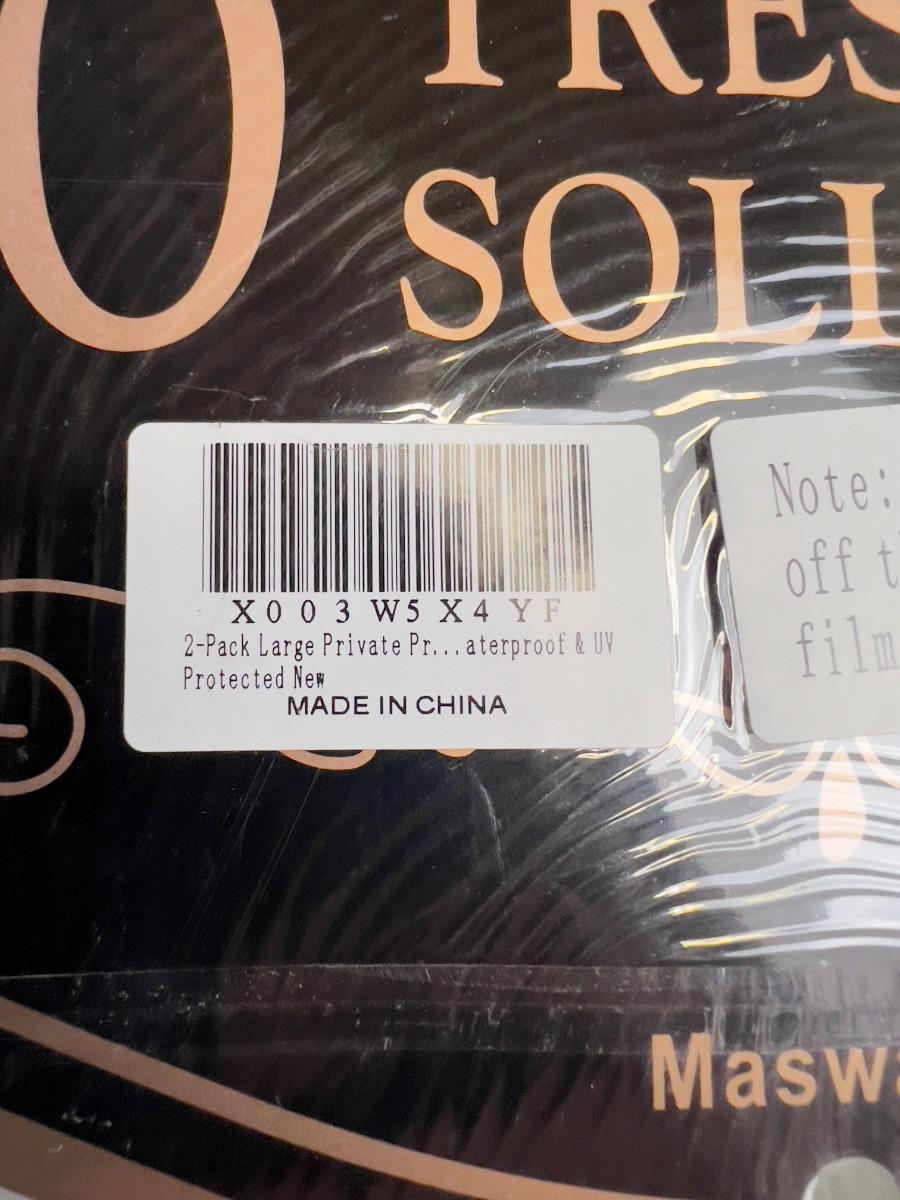 TRES
SOLI
X003W5X4YF
2-Pack Large Private Pr...aterproof & UV
Protected New
MADE IN CHINA
Note:
off th
film
Maswa